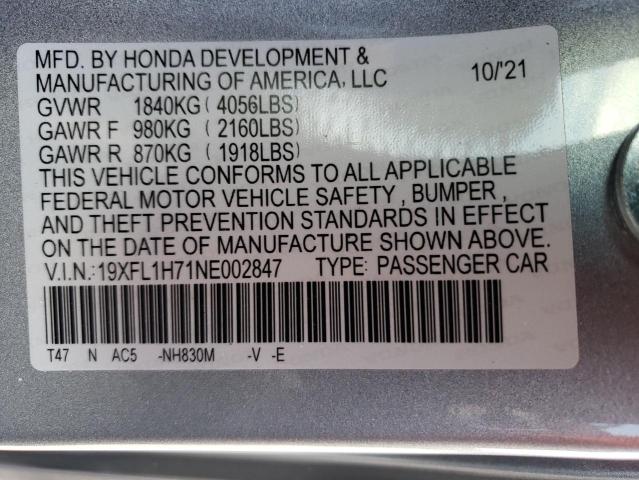 MFD. BY HONDA DEVELOPMENT &
MANUFACTURING OF AMERICA, LLC 10/'21
GVWR 1840KG ( 4056LBS)
GAWR F 980KG ( 2160LBS)
GAWR R 870KG ( 1918LBS)
THIS VEHICLE CONFORMS TO ALL APPLICABLE
FEDERAL MOTOR VEHICLE SAFETY , BUMPER ,
AND THEFT PREVENTION STANDARDS IN EFFECT
ON THE DATE OF MANUFACTURE SHOWN ABOVE.
V.I.N.:19XFL1H71NE002847 TYPE: PASSENGER CAR
T47 N AC5 -NH830M -V -E